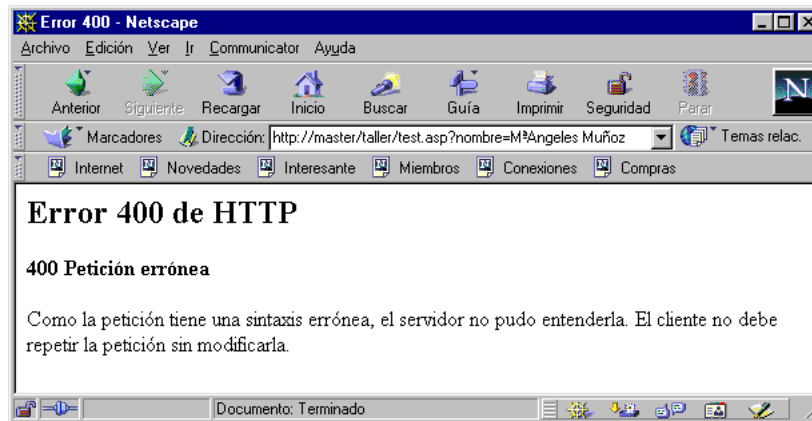 Error 400 - Netscape
Archivo Edición Ver Ir Communicator Ayuda
Anterior Siguiente Recargar Inicio Buscar Guía Imprimir Seguridad Parar N
Marcadores Dirección: http://master/taller/test.asp?nombre=MªAngeles Muñoz Temas relac.
Internet Novedades Interesante Miembros Conexiones Compras
Error 400 de HTTP
400 Petición errónea
Como la petición tiene una sintaxis errónea, el servidor no pudo entenderla. El cliente no debe
repetir la petición sin modificarla.
Documento: Terminado